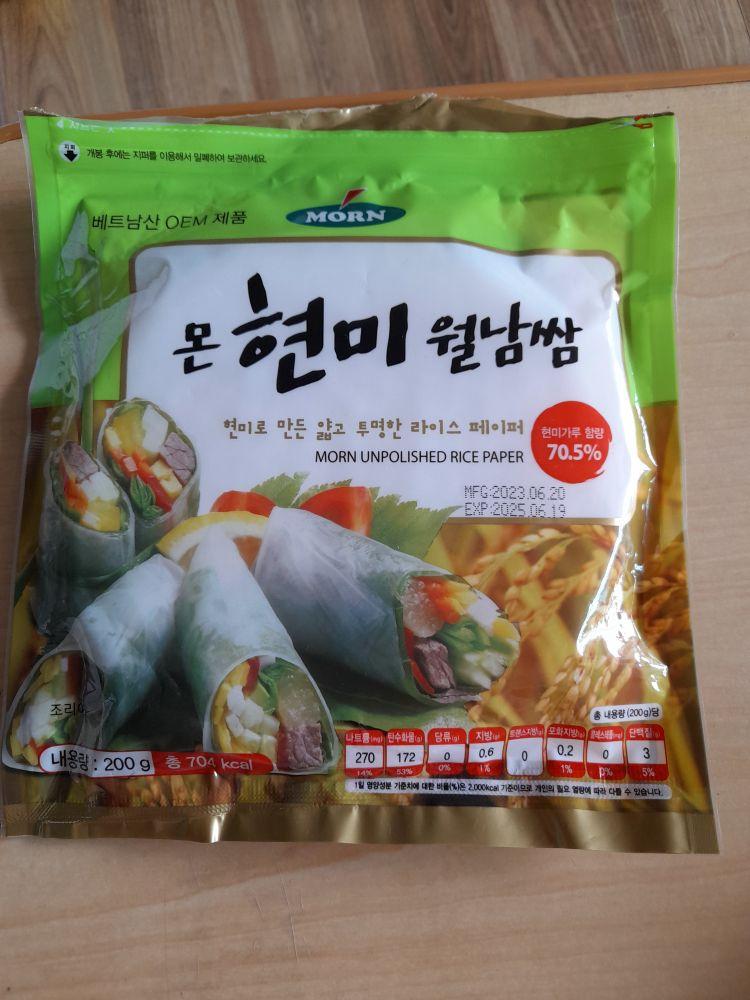 지퍼
개봉 후에는 지퍼를 이용해서 밀폐하여 보관하세요.
베트남산 OEM 제품
MORN
몬 현미 월남쌈
현미로 만든 얇고 투명한 라이스 페이퍼
MORN UNPOLISHED RICE PAPER
현미가루 함량
70.5%
MFG:2023.06.20
EXP:2025.06.19
총 내용량 (200g)당
나트륨(mg) 탄수화물(g) 당류(g) 지방(g) 트랜스지방(g) 포화지방(g) 콜레스테롤(mg) 단백질(g)
270 172 0 0.6 0 0.2 0 3
14% 53% 0% 1% 1% 0% 5%
1일 영양성분 기준치에 대한 비율(%)은 2,000kcal 기준이므로 개인의 필요 열량에 따라 다를 수 있습니다.
내용량 : 200 g 총 704 kcal